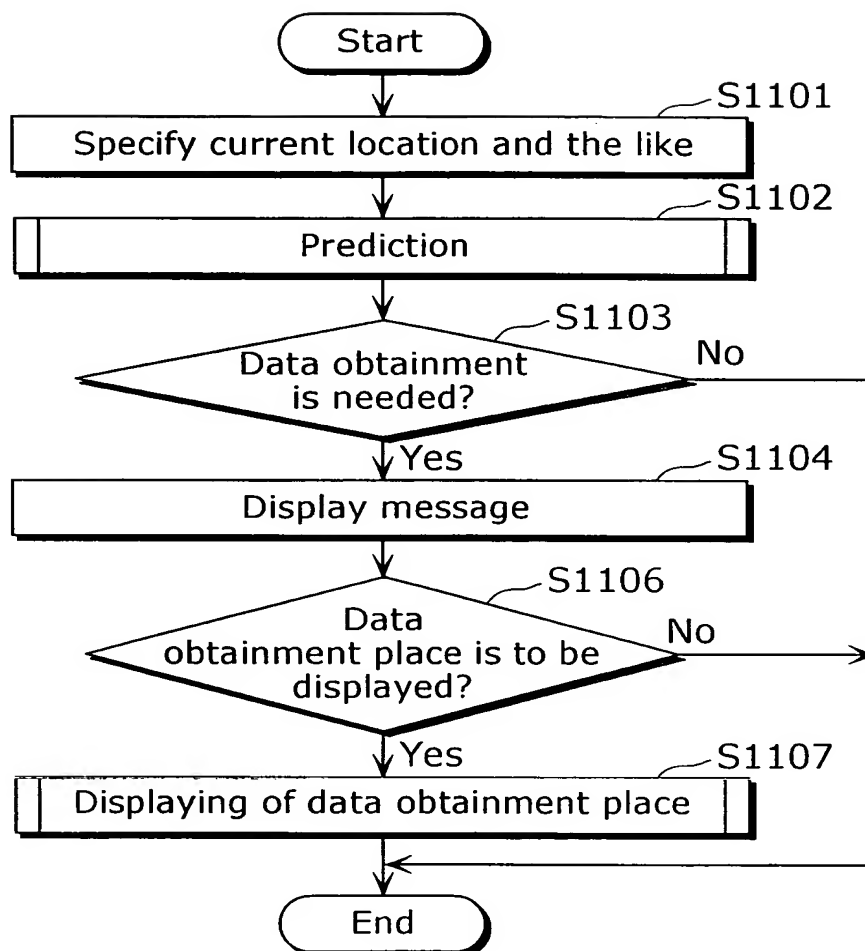 Start
S1101
Specify current location and the like
S1102
Prediction
S1103
Data obtainment
is needed?
No
Yes
S1104
Display message
S1106
Data
obtainment place is to be
displayed?
No
Yes
S1107
Displaying of data obtainment place
End